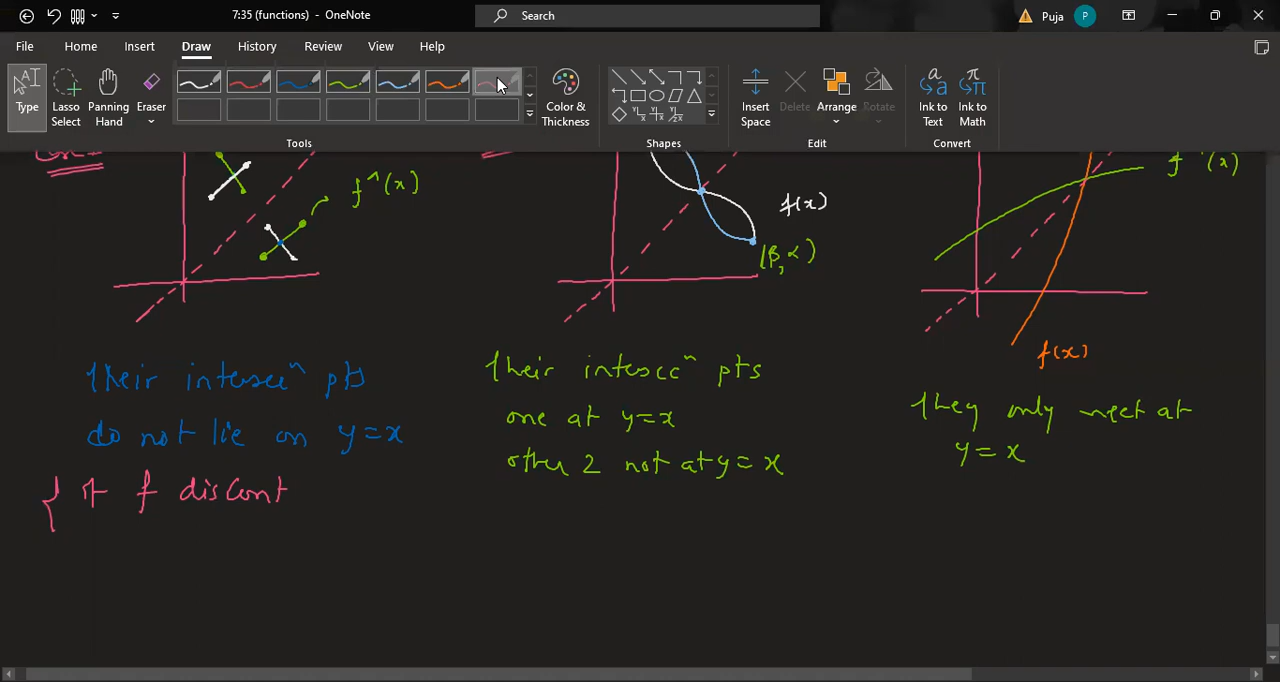 7:35 (functions) - OneNote
Search
Puja
P
File Home Insert Draw History Review View Help
Type
Lasso Select
Panning Hand
Eraser
Color & Thickness
Insert Space
Delete
Arrange
Rotate
Ink to Text
Ink to Math
Tools
Shapes
Edit
Convert
f(x)
(β, α)
f(x)
their intersecⁿ pts
do not lie on y=x
{ if f discont
their intescⁿ pts
one at y=x
other 2 not at y=x
they only meet at
y=x